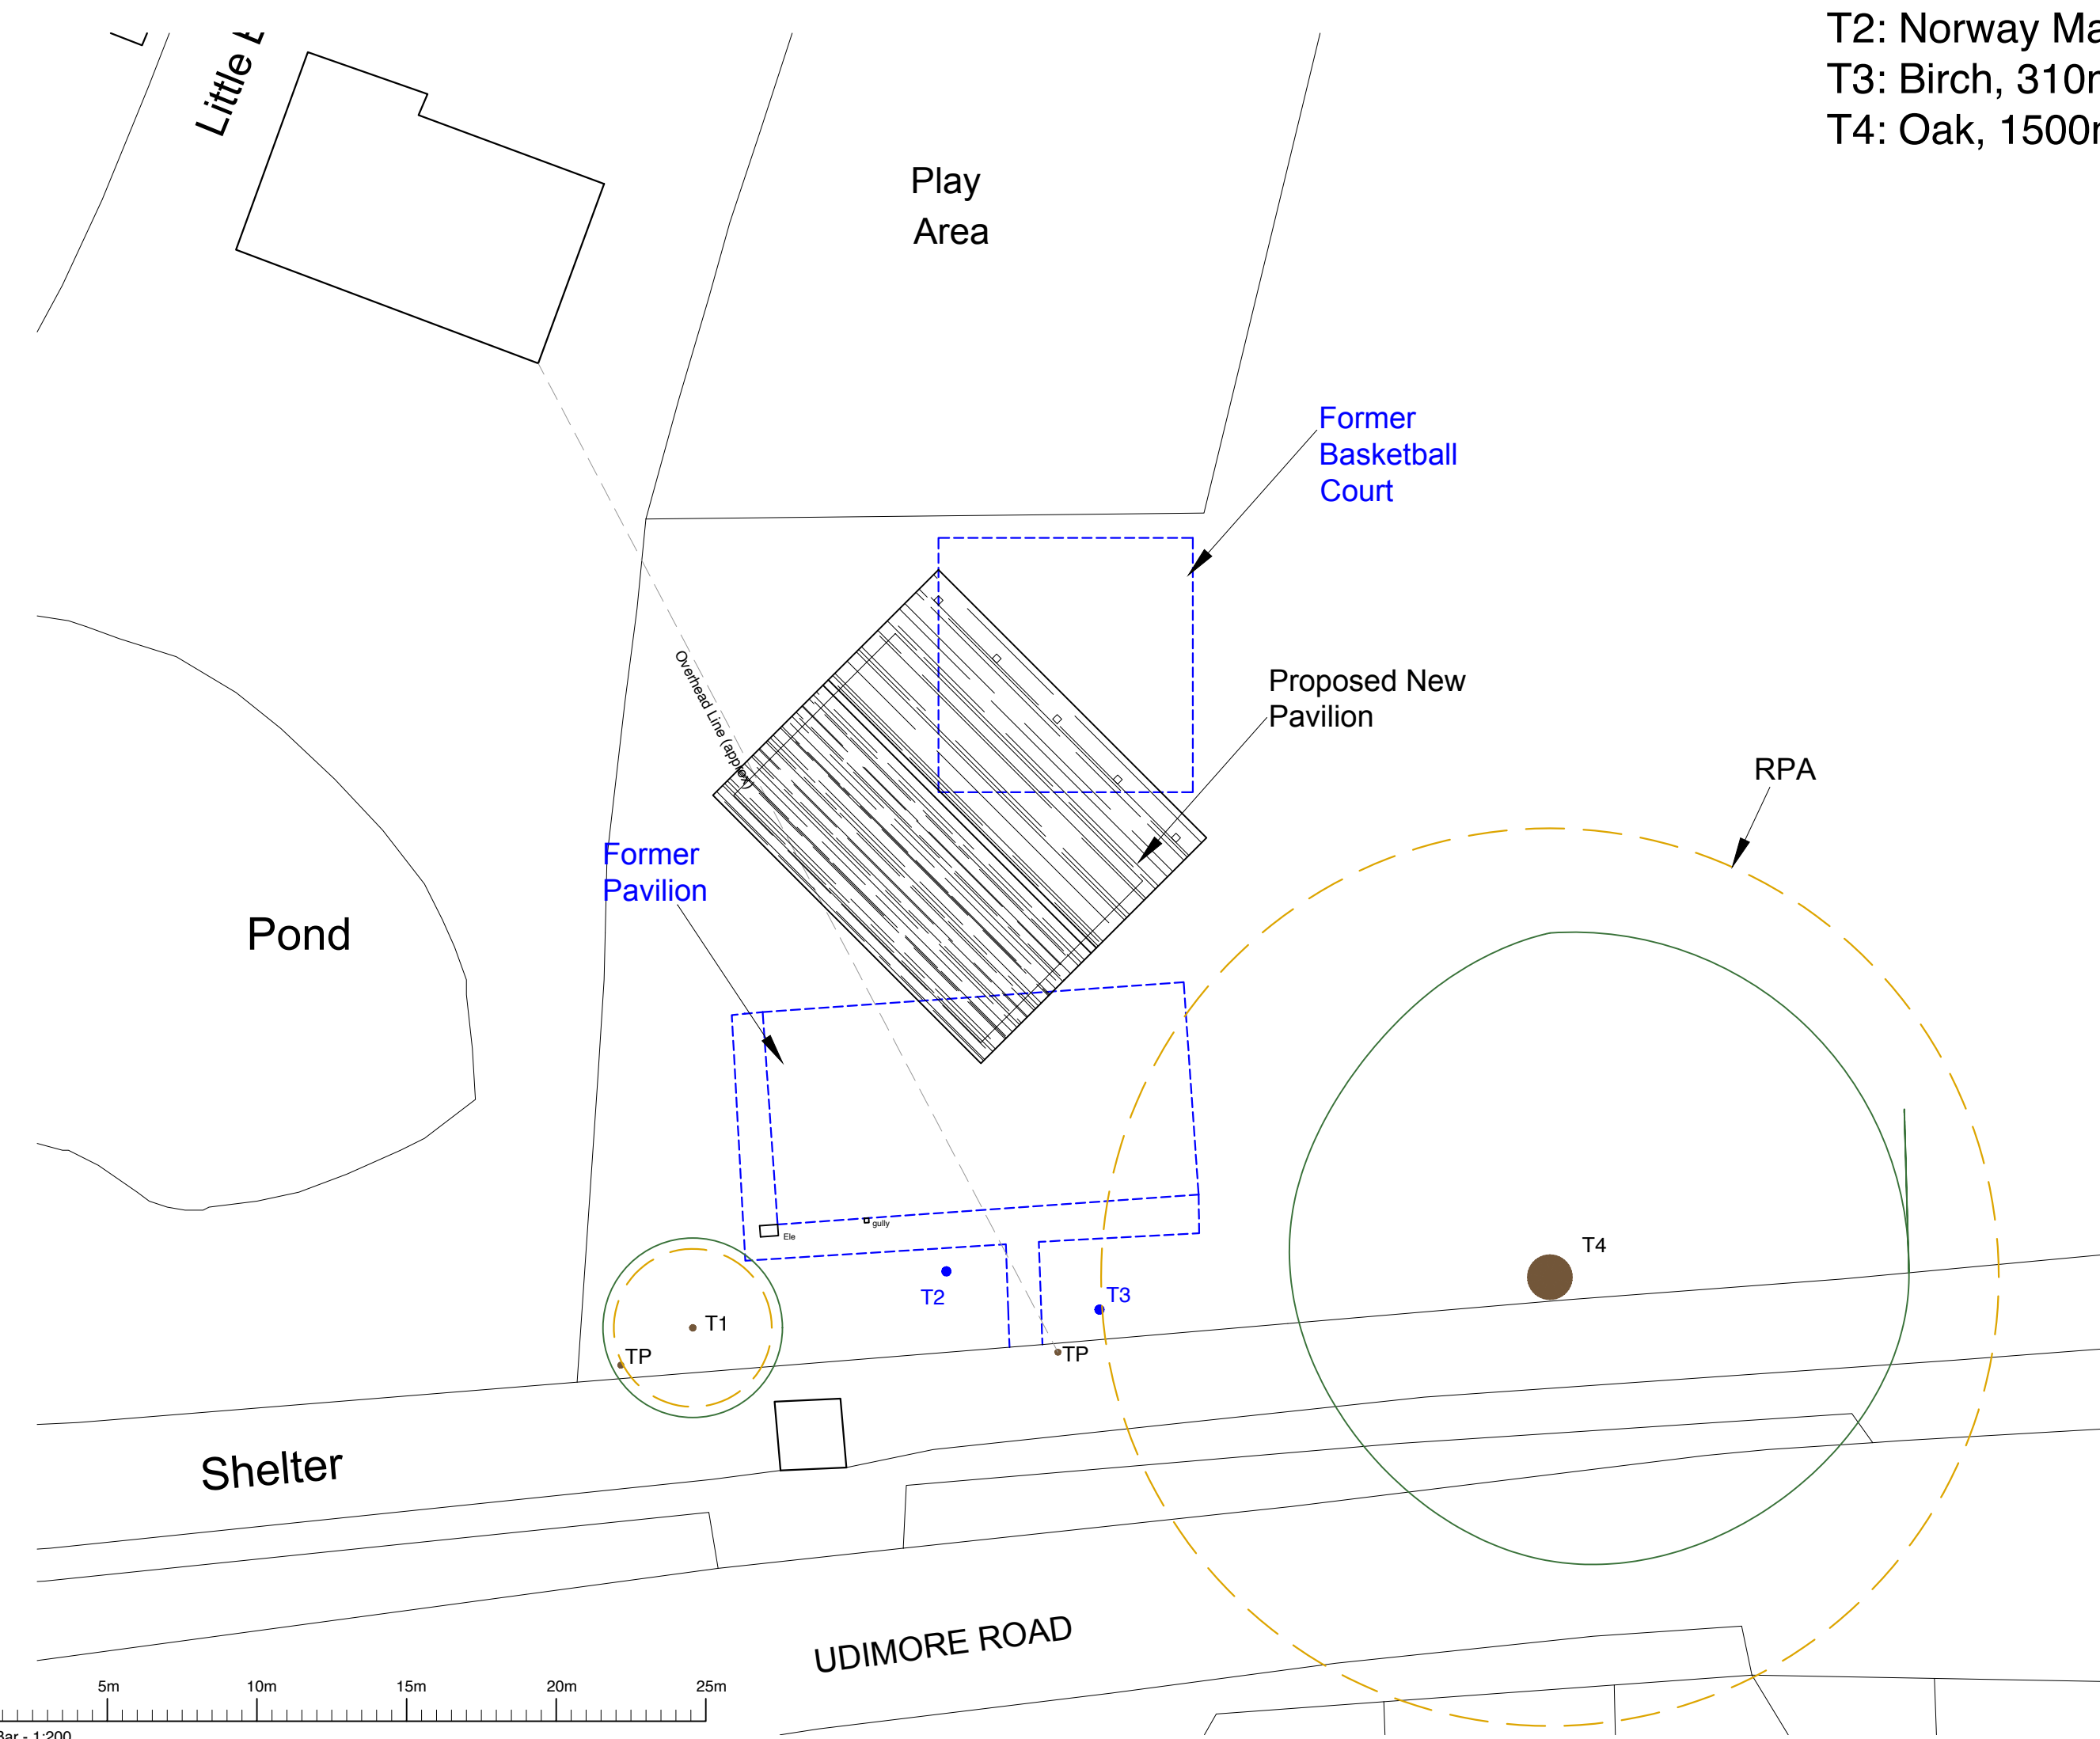 T2: Norway Ma
T3: Birch, 310
T4: Oak, 1500
Little
Play
Area
Former
Basketball
Court
Overhead Line (approx)
Proposed New
Pavilion
RPA
Former
Pavilion
Pond
Ele
gully
T1
T2
T3
T4
TP
TP
Shelter
UDIMORE ROAD
5m
10m
15m
20m
25m
Bar - 1:200